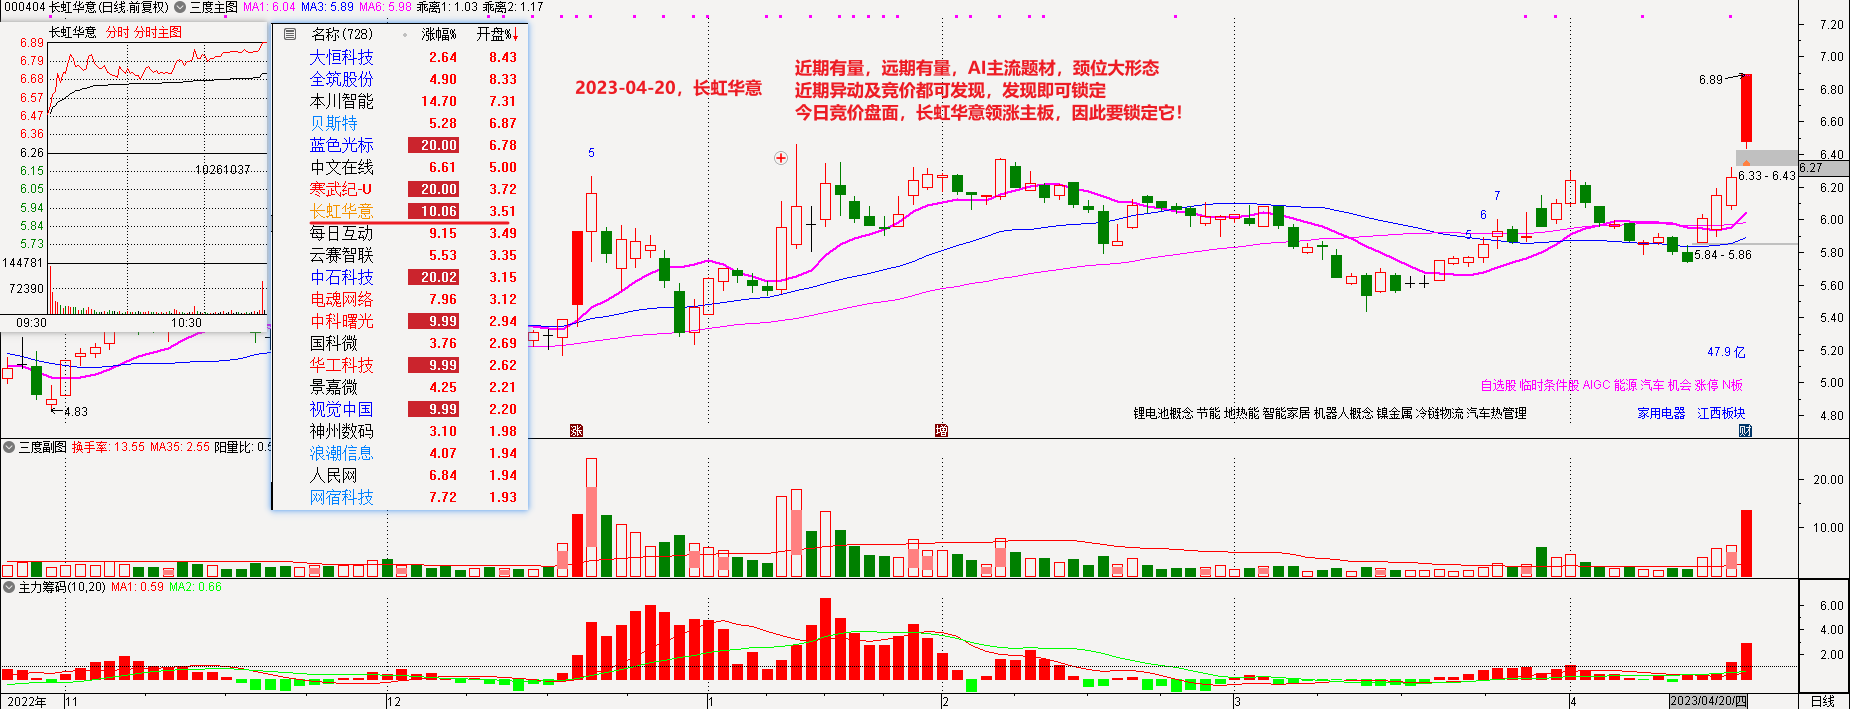 000404 长虹华意(日线.前复权) 三度主图 MA1: 6.04 MA3: 5.89 MA6: 5.98 乖离1: 1.03 乖离2: 1.17
长虹华意 分时 分时主图
6.89
6.79
6.68
6.57
6.47
6.36
6.26
6.15
6.05
5.94
5.84
5.73
10261037
144781
72390
09:30 10:30
名称(728) 涨幅% 开盘%↓
大恒科技 2.64 8.43
全筑股份 4.90 8.33
本川智能 14.70 7.31
贝斯特 5.28 6.87
蓝色光标 20.00 6.78
中文在线 6.61 5.00
寒武纪-U 20.00 3.72
长虹华意 10.06 3.51
每日互动 9.15 3.49
云赛智联 5.53 3.35
中石科技 20.02 3.15
电魂网络 7.96 3.12
中科曙光 9.99 2.94
国科微 3.76 2.69
华工科技 9.99 2.62
景嘉微 4.25 2.21
视觉中国 9.99 2.20
神州数码 3.10 1.98
浪潮信息 4.07 1.94
人民网 6.84 1.94
网宿科技 7.72 1.93
2023-04-20，长虹华意
近期有量，远期有量，AI主流题材，颈位大形态
近期异动及竞价都可发现，发现即可锁定
今日竞价盘面，长虹华意领涨主板，因此要锁定它！
5
5
6
7
6.89
6.33 - 6.43
5.84 - 5.86
4.83
47.9 亿
自选股 临时条件股 AIGC 能源 汽车 机会 涨停 N板
锂电池概念 节能 地热能 智能家居 机器人概念 镍金属 冷链物流 汽车热管理
家用电器 江西板块
涨
增
财
7.20
7.00
6.80
6.60
6.40
6.27
6.20
6.00
5.80
5.60
5.40
5.20
5.00
4.80
三度副图 换手率: 13.55 MA35: 2.55 阳量比: 0.5
20.00
10.00
主力筹码(10,20) MA1: 0.59 MA2: 0.66
6.00
4.00
2.00
2022年 11 12 1 2 3 4 2023/04/20/四 日线